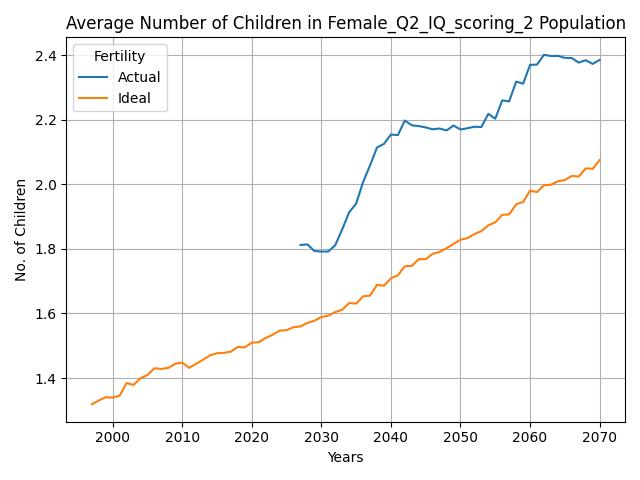 Average Number of Children in Female_Q2_IQ_scoring_2 Population
Fertility
Actual
Ideal
No. of Children
2.4
2.2
2.0
1.8
1.6
1.4
2000 2010 2020 2030 2040 2050 2060 2070
Years